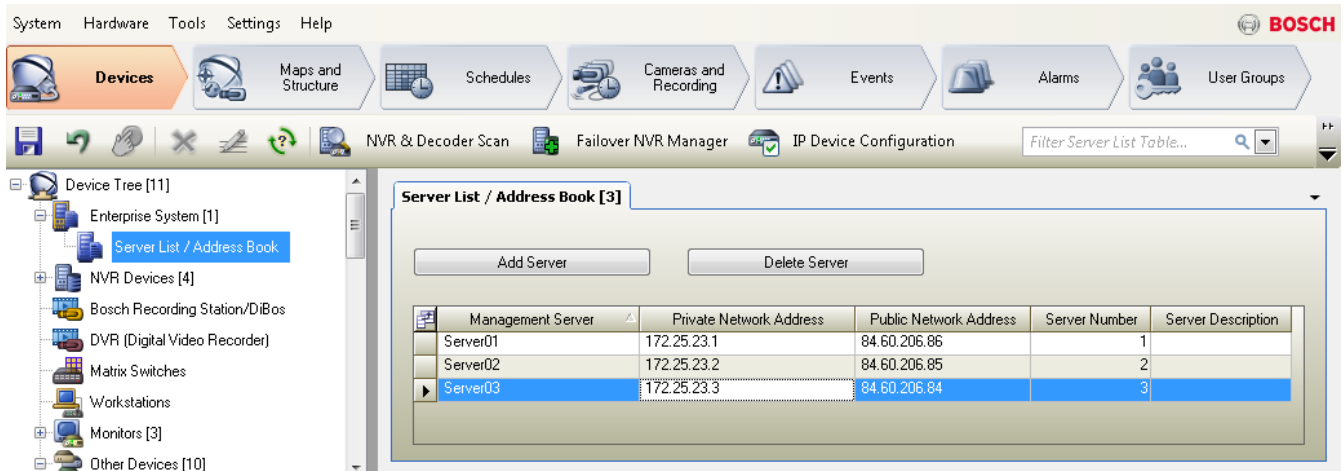 System Hardware Tools Settings Help
BOSCH
Devices
Maps and Structure
Schedules
Cameras and Recording
Events
Alarms
User Groups
NVR & Decoder Scan Failover NVR Manager IP Device Configuration Filter Server List Table...
Device Tree [11]
Enterprise System [1]
Server List / Address Book
NVR Devices [4]
Bosch Recording Station/DiBos
DVR (Digital Video Recorder)
Matrix Switches
Workstations
Monitors [3]
Other Devices [10]
Server List / Address Book [3]
Add Server Delete Server
Management Server Private Network Address Public Network Address Server Number Server Description
Server01 172.25.23.1 84.60.206.86 1
Server02 172.25.23.2 84.60.206.85 2
Server03 172.25.23.3 84.60.206.84 3